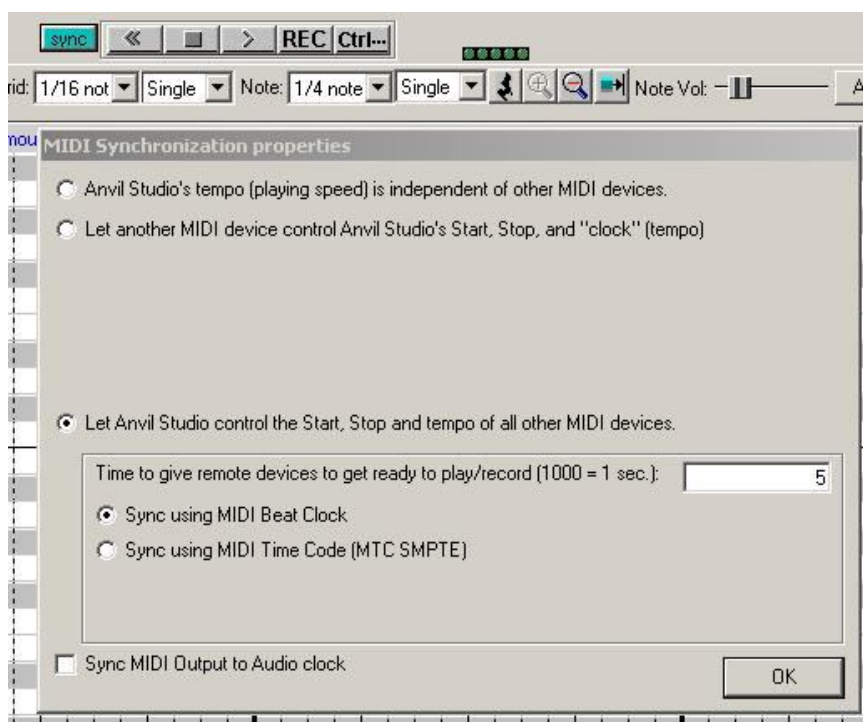 sync REC Ctrl...
rid: 1/16 not Single Note: 1/4 note Single Note Vol: A
mou
MIDI Synchronization properties
Anvil Studio's tempo (playing speed) is independent of other MIDI devices.
Let another MIDI device control Anvil Studio's Start, Stop, and "clock" (tempo)
Let Anvil Studio control the Start, Stop and tempo of all other MIDI devices.
Time to give remote devices to get ready to play/record (1000 = 1 sec.): 5
Sync using MIDI Beat Clock
Sync using MIDI Time Code (MTC SMPTE)
Sync MIDI Output to Audio clock
OK